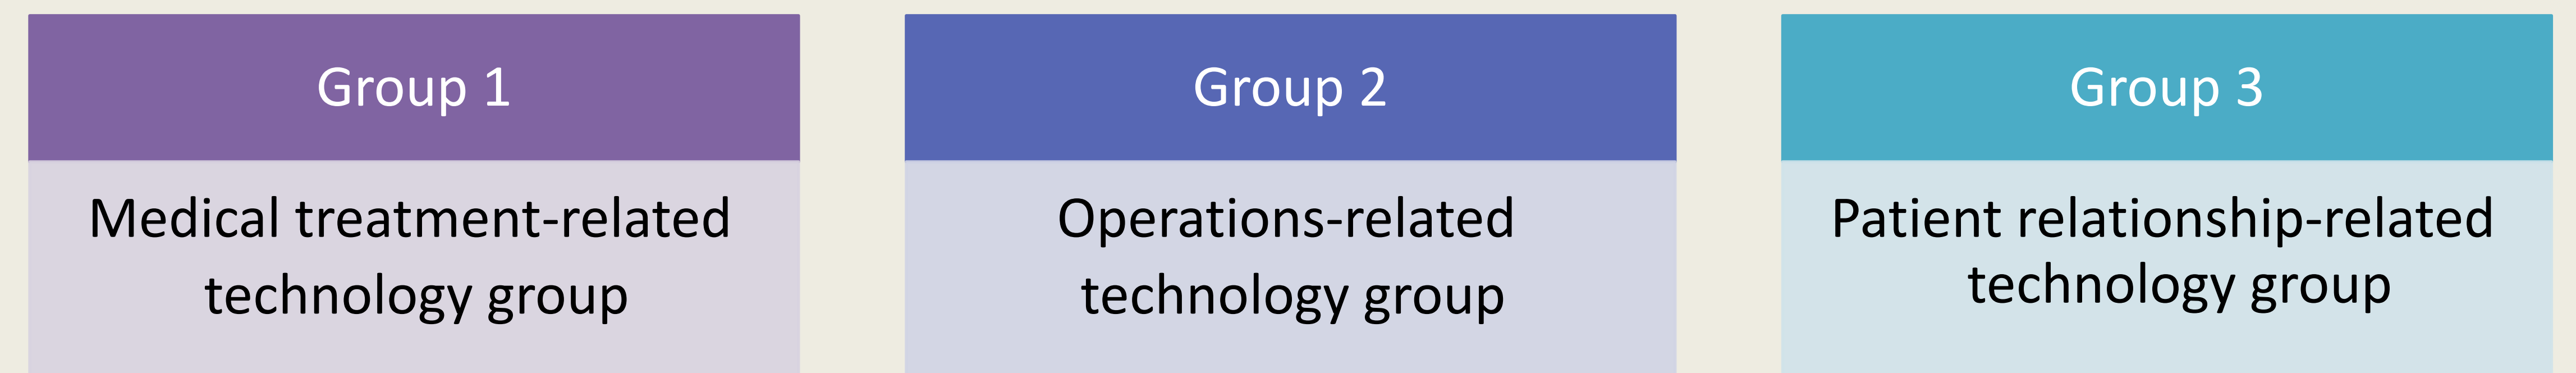 Group 1
Medical treatment-related
technology group
Group 2
Operations-related
technology group
Group 3
Patient relationship-related
technology group